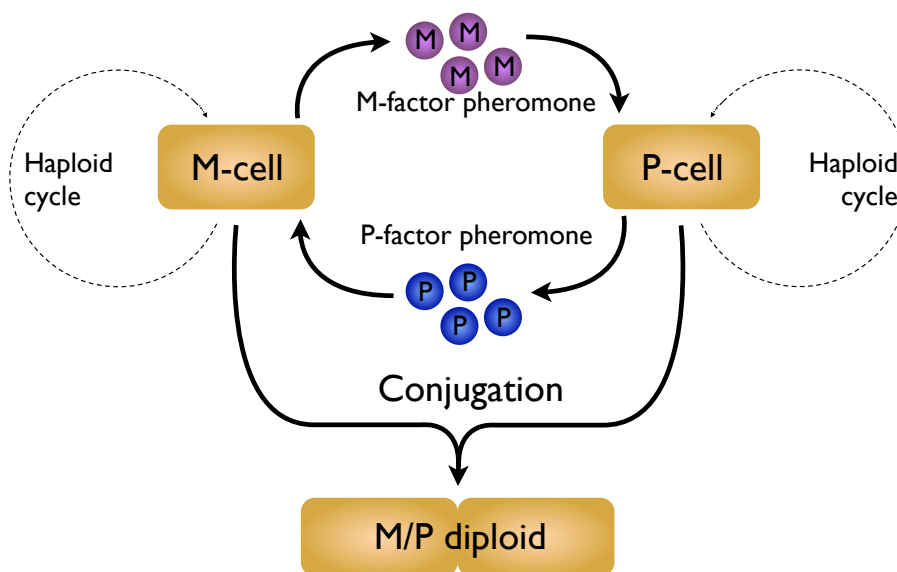 M M
M M
M-factor pheromone
Haploid
cycle
M-cell
P-cell
Haploid
cycle
P-factor pheromone
P P
P P
Conjugation
M/P diploid